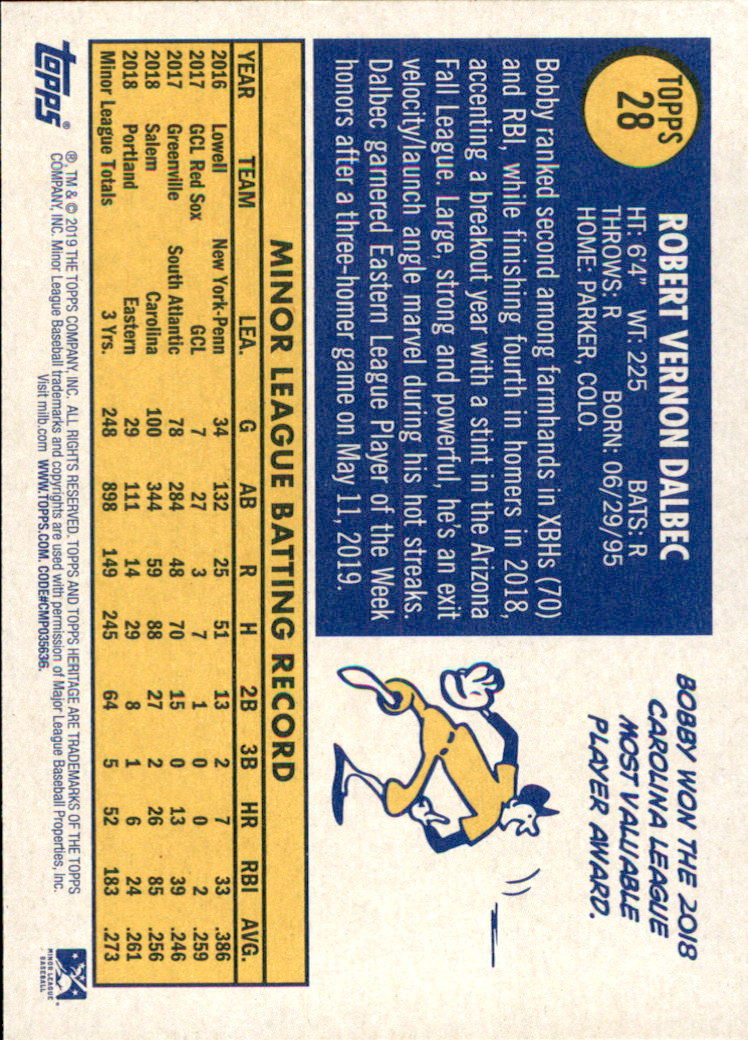 TOPPS
28
ROBERT VERNON DALBEC
HT: 6'4" WT: 225 BATS: R
THROWS: R BORN: 06/29/95
HOME: PARKER, COLO.
Bobby ranked second among farmhands in XBHs (70)
and RBI, while finishing fourth in homers in 2018,
accenting a breakout year with a stint in the Arizona
Fall League. Large, strong and powerful, he's an exit
velocity/launch angle marvel during his hot streaks.
Dalbec garnered Eastern League Player of the Week
honors after a three-homer game on May 11, 2019.
BOBBY WON THE 2018
CAROLINA LEAGUE
MOST VALUABLE
PLAYER AWARD.
MINOR LEAGUE BATTING RECORD
YEAR TEAM LEA. G AB R H 2B 3B HR RBI AVG.
2016 Lowell New York-Penn 34 132 25 51 13 2 7 33 .386
2017 GCL Red Sox GCL 7 27 3 7 1 0 0 2 .259
2017 Greenville South Atlantic 78 284 48 70 15 0 13 39 .246
2018 Salem Carolina 100 344 59 88 27 2 26 85 .256
2018 Portland Eastern 29 111 14 29 8 1 6 24 .261
Minor League Totals 3 Yrs. 248 898 149 245 64 5 52 183 .273
topps®
®, TM & © 2019 THE TOPPS COMPANY, INC. ALL RIGHTS RESERVED. TOPPS AND TOPPS HERITAGE ARE TRADEMARKS OF THE TOPPS
COMPANY, INC. Minor League Baseball trademarks and copyrights are used with permission of Major League Baseball Properties, Inc.
Visit milb.com WWW.TOPPS.COM. CODE#CMP035636.
MINOR LEAGUE
BASEBALL